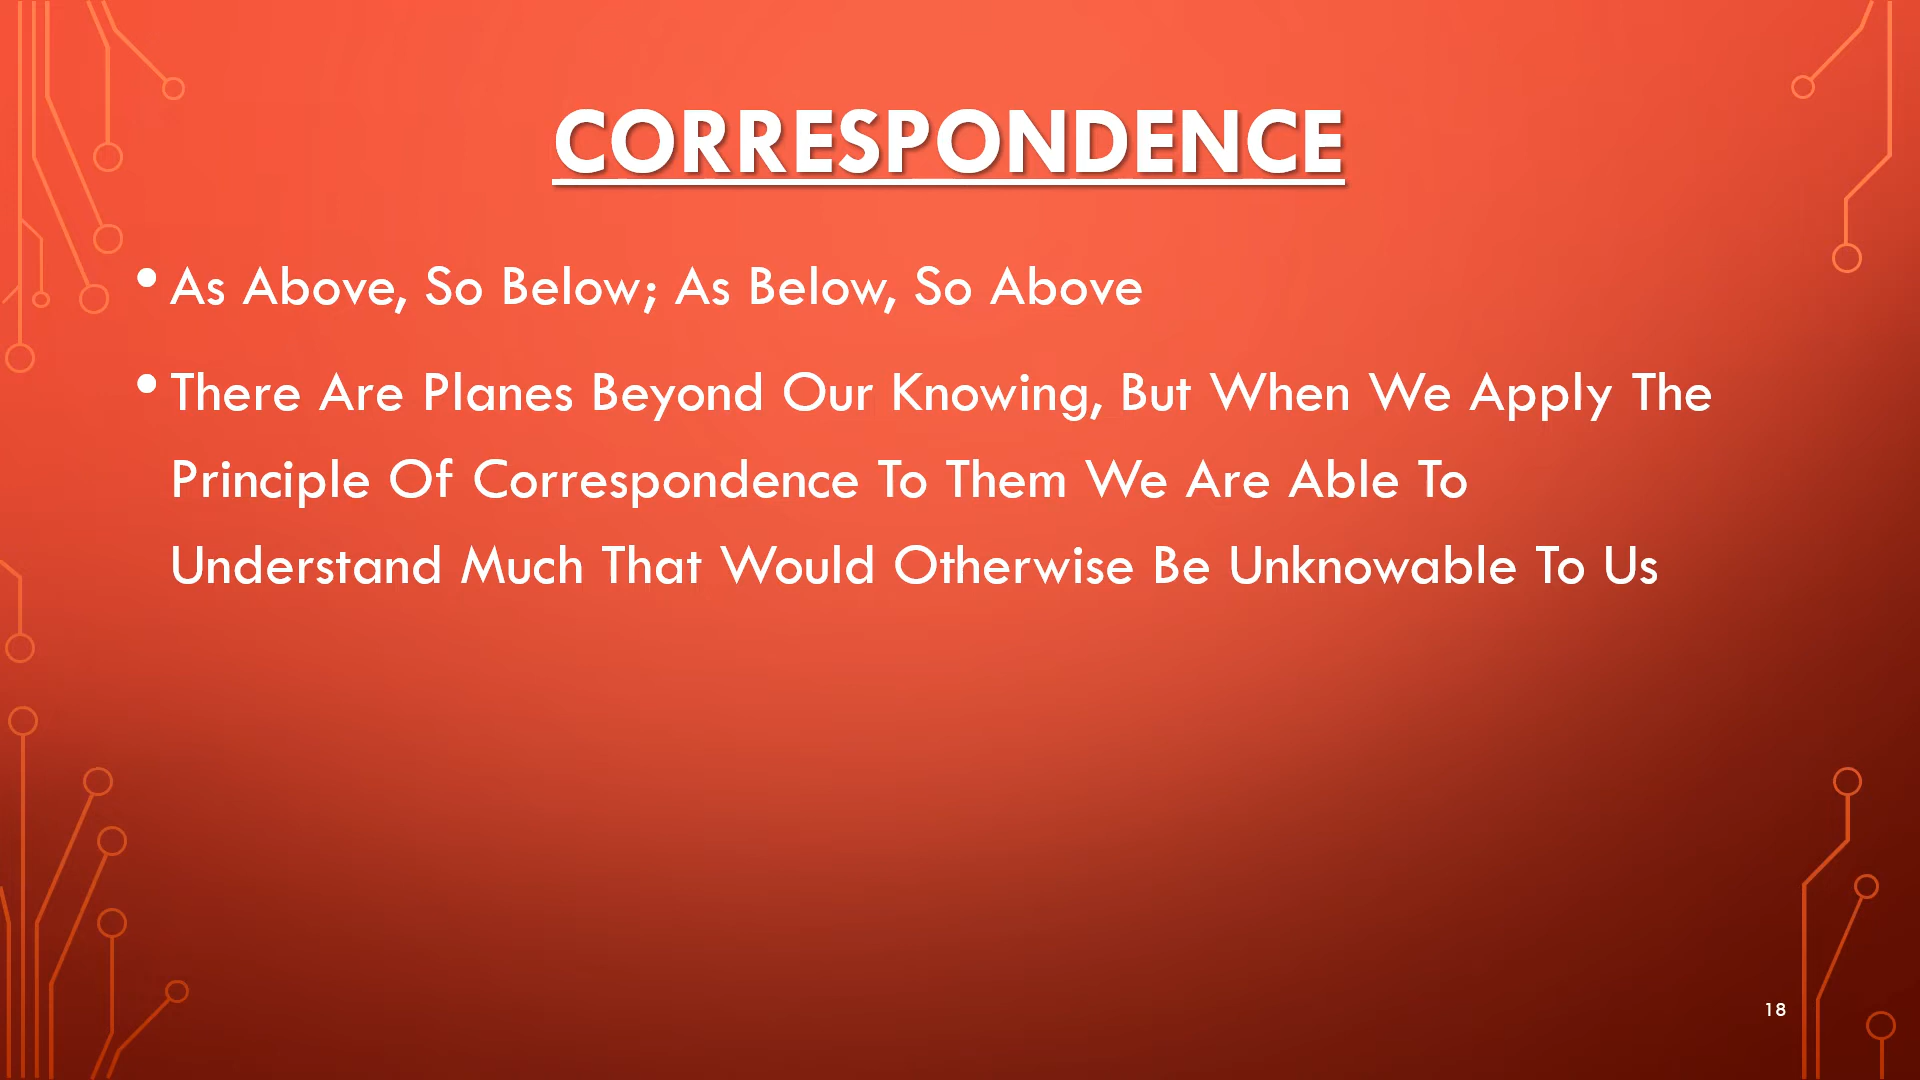 CORRESPONDENCE
• As Above, So Below; As Below, So Above
• There Are Planes Beyond Our Knowing, But When We Apply The
Principle Of Correspondence To Them We Are Able To
Understand Much That Would Otherwise Be Unknowable To Us
18